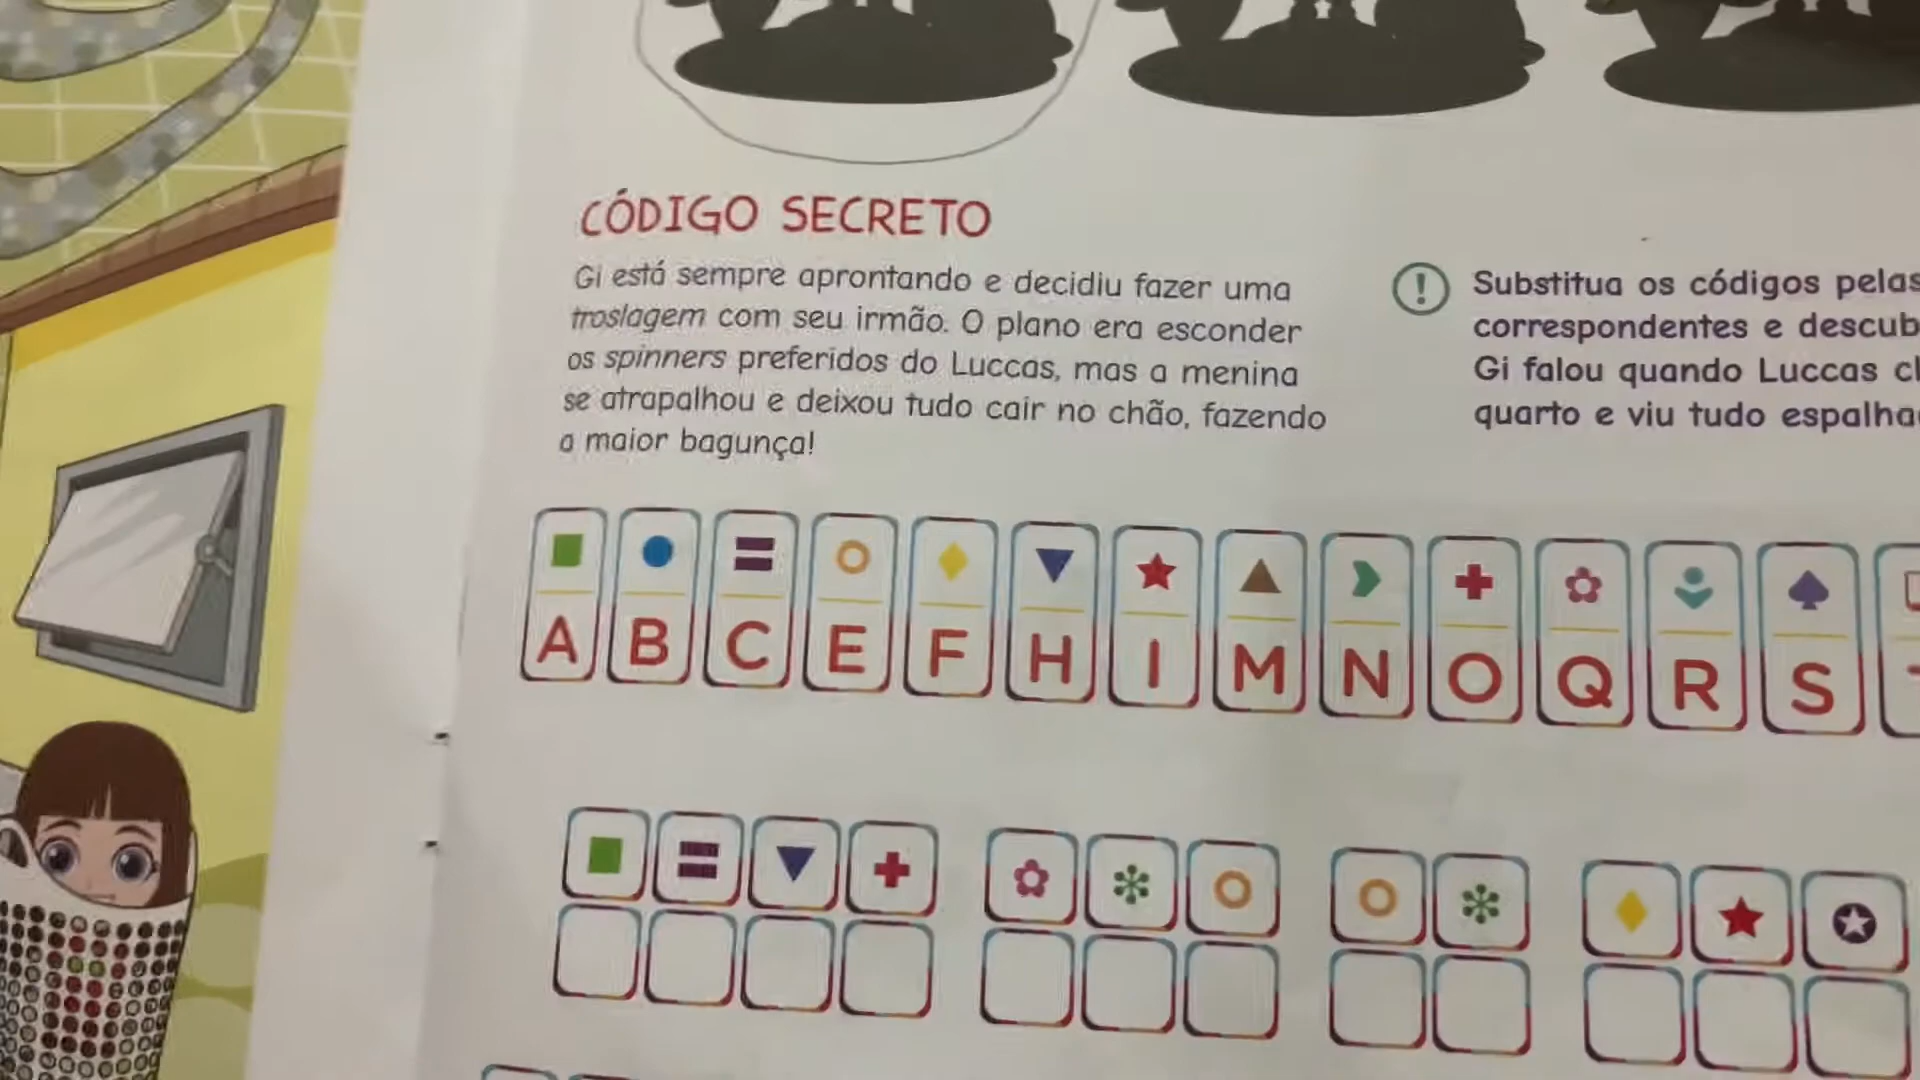 CÓDIGO SECRETO
Gi está sempre aprontando e decidiu fazer uma
troslagem com seu irmão. O plano era esconder
os spinners preferidos do Luccas, mas a menina
se atrapalhou e deixou tudo cair no chão, fazendo
a maior bagunça!
! Substitua os códigos pelas
correspondentes e descub
Gi falou quando Luccas
quarto e viu tudo espalha
A B C E F H I M N O Q R S